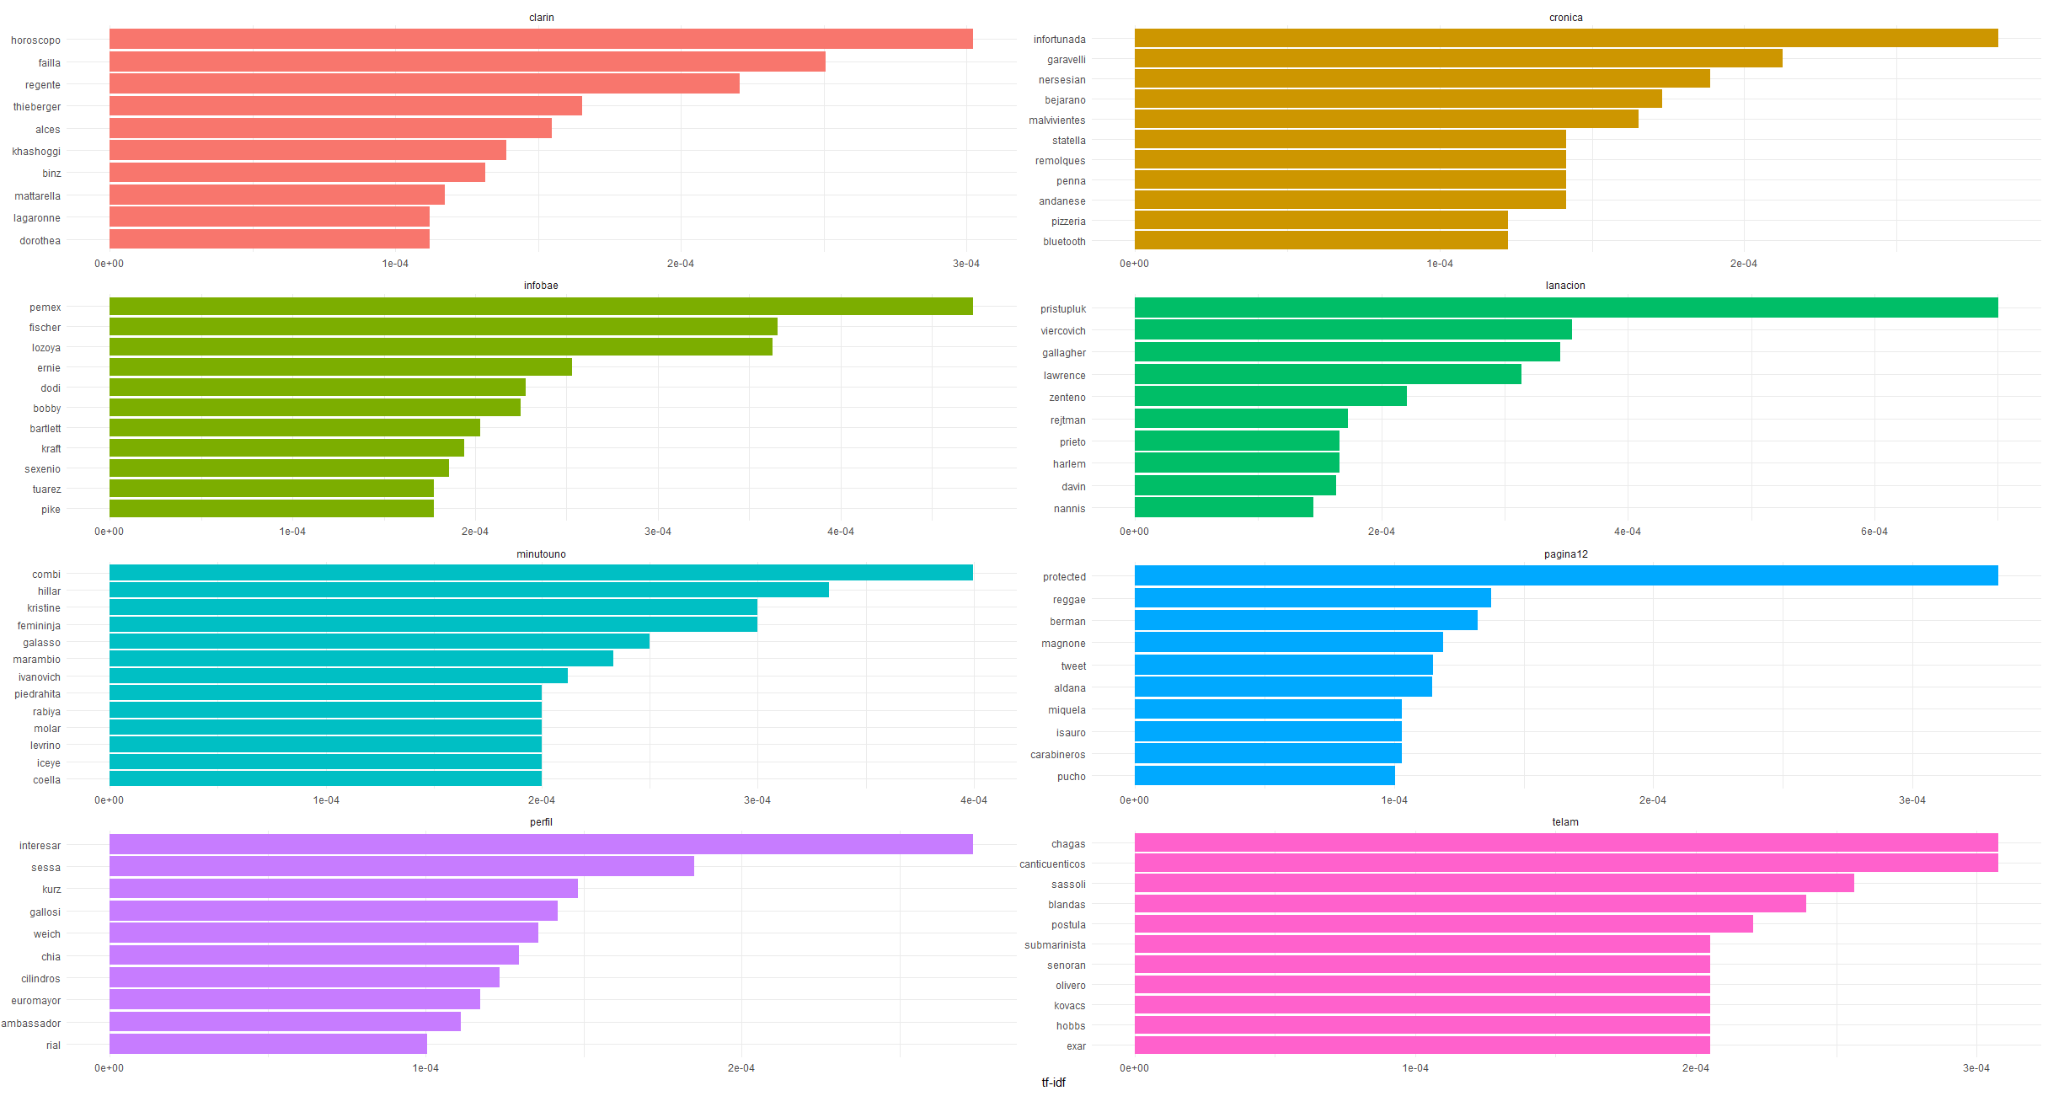 clarin
horoscopo
failla
regente
thieberger
alces
khashoggi
binz
mattarella
lagaronne
dorothea
0e+00 1e-04 2e-04 3e-04
cronica
infortunada
garavelli
nersesian
bejarano
malvivientes
statella
remolques
penna
andanese
pizzeria
bluetooth
0e+00 1e-04 2e-04
infobae
pemex
fischer
lozoya
ernie
dodi
bobby
bartlett
kraft
sexenio
tuarez
pike
0e+00 1e-04 2e-04 3e-04 4e-04
lanacion
pristupluk
viercovich
gallagher
lawrence
zenteno
rejtman
prieto
harlem
davin
nannis
0e+00 2e-04 4e-04 6e-04
minutouno
combi
hillar
kristine
femininja
galasso
marambio
ivanovich
piedrahita
rabiya
molar
levrino
iceye
coella
0e+00 1e-04 2e-04 3e-04 4e-04
pagina12
protected
reggae
berman
magnone
tweet
aldana
miquela
isauro
carabineros
pucho
0e+00 1e-04 2e-04 3e-04
perfil
interesar
sessa
kurz
gallosi
weich
chia
cilindros
euromayor
ambassador
rial
0e+00 1e-04 2e-04
telam
chagas
canticuenticos
sassoli
blandas
postula
submarinista
senoran
olivero
kovacs
hobbs
exar
0e+00 1e-04 2e-04 3e-04
tf-idf